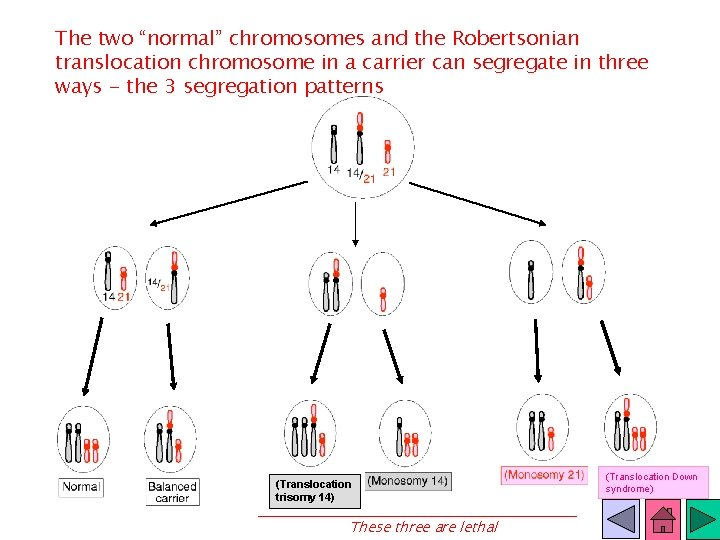 The two “normal” chromosomes and the Robertsonian
translocation chromosome in a carrier can segregate in three
ways - the 3 segregation patterns
14 14/21 21
14 21
14/21
Normal
Balanced
carrier
(Translocation
trisomy 14)
(Monosomy 14)
(Monosomy 21)
(Translocation Down
syndrome)
These three are lethal